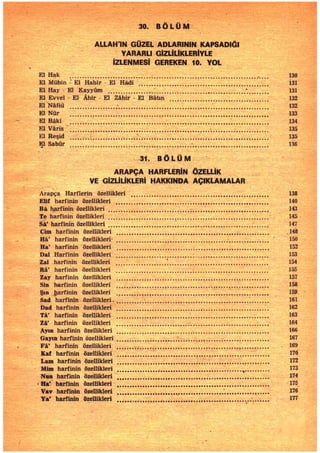 30. BÖLÜM
ALLAH'IN GÜZEL ADLARININ KAPSADIĞI
YARARLI GİZLİLİKLERİYLE
İZLENMESİ GEREKEN 10. YOL
El Hak 130
El Mübin - El Habir - El Hâdi 131
El Hay - El Kayyûm 131
El Evvel - El Âhir - El Zâhir - El Bâtın 132
El Nâfiü 132
El Nûr 133
El Bâki 134
El Vâris 135
El Reşid 135
El Sabûr 136
31. BÖLÜM
ARAPÇA HARFLERİN ÖZELLİK
VE GİZLİLİKLERİ HAKKINDA AÇIKLAMALAR
Arapça Harflerin özellikleri 138
Elif harfinin özellikleri 140
Bâ harfinin özellikleri 143
Te harfinin özellikleri 145
Sâ' harfinin özellikleri 147
Cim harfinin özellikleri 148
Hâ' harfinin özellikleri 150
Ha' harfinin özellikleri 152
Dal Harfinin özellikleri 153
Zal harfinin özellikleri 154
Râ' harfinin özellikleri 155
Zay harfinin özellikleri 157
Sin harfinin özellikleri 158
Şın harfinin özellikleri 159
Sad harfinin özellikleri 161
Dad harfinin özellikleri 162
Tâ' harfinin özellikleri 163
Zâ' harfinin özellikleri 164
Ayın harfinin özellikleri 166
Gayın harfinin özellikleri 167
Fâ' harfinin özellikleri 169
Kaf harfinin özellikleri 170
Lam harfinin özellikleri 172
Mim harfinin özellikleri 173
Nun harfinin özellikleri 174
Ha' harfinin özellikleri 175
Vav harfinin özellikleri 176
Ya' harfinin özellikleri 177